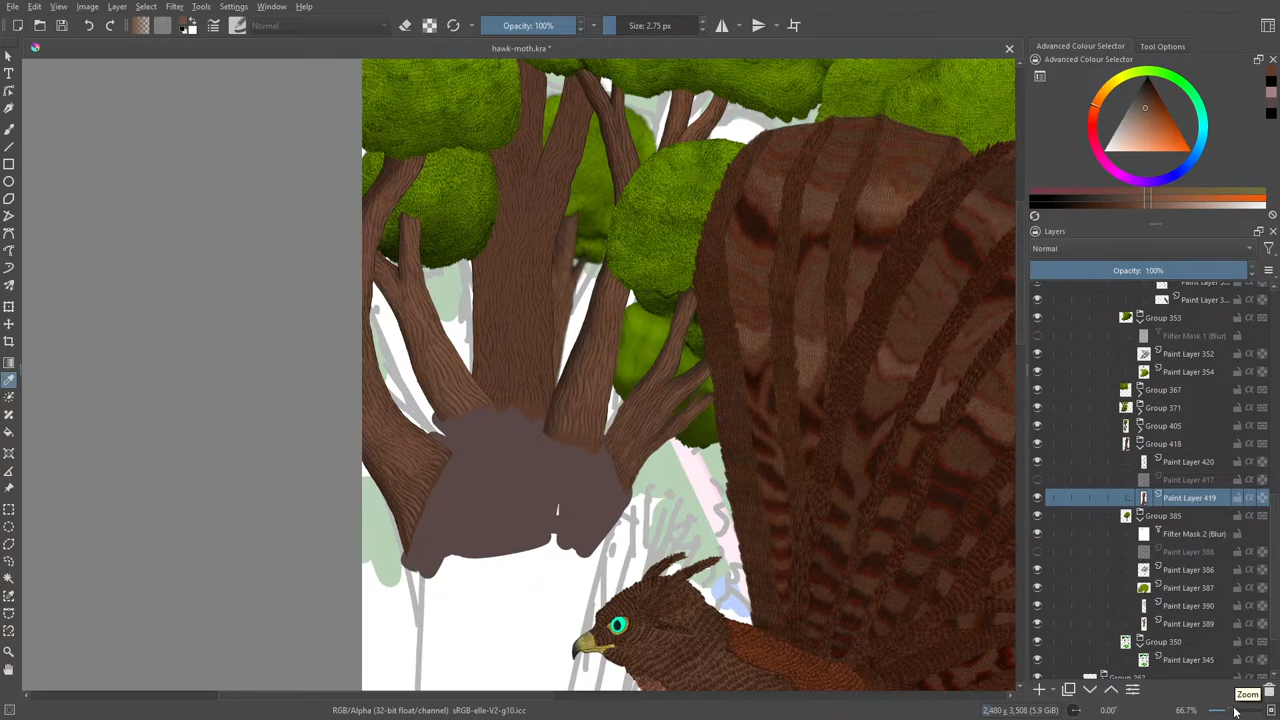 File Edit View Image Layer Select Filter Tools Settings Window Help
Normal Opacity: 100% Size: 2.75 px
hawk-moth.kra *
Advanced Colour Selector Tool Options
Advanced Colour Selector
Layers
Normal
Opacity: 100%
Paint Layer 3...
Paint Layer 3...
Group 353
Filter Mask 1 (Blur)
Paint Layer 352
Paint Layer 354
Group 367
Group 371
Group 405
Group 418
Paint Layer 420
Paint Layer 417
Paint Layer 419
Group 385
Filter Mask 2 (Blur)
Paint Layer 388
Paint Layer 386
Paint Layer 387
Paint Layer 390
Paint Layer 389
Group 350
Paint Layer 345
Zoom
RGB/Alpha (32-bit float/channel) sRGB-elle-V2-g10.icc 2,480 x 3,508 (5.9 GiB) 0.00° 66.7%